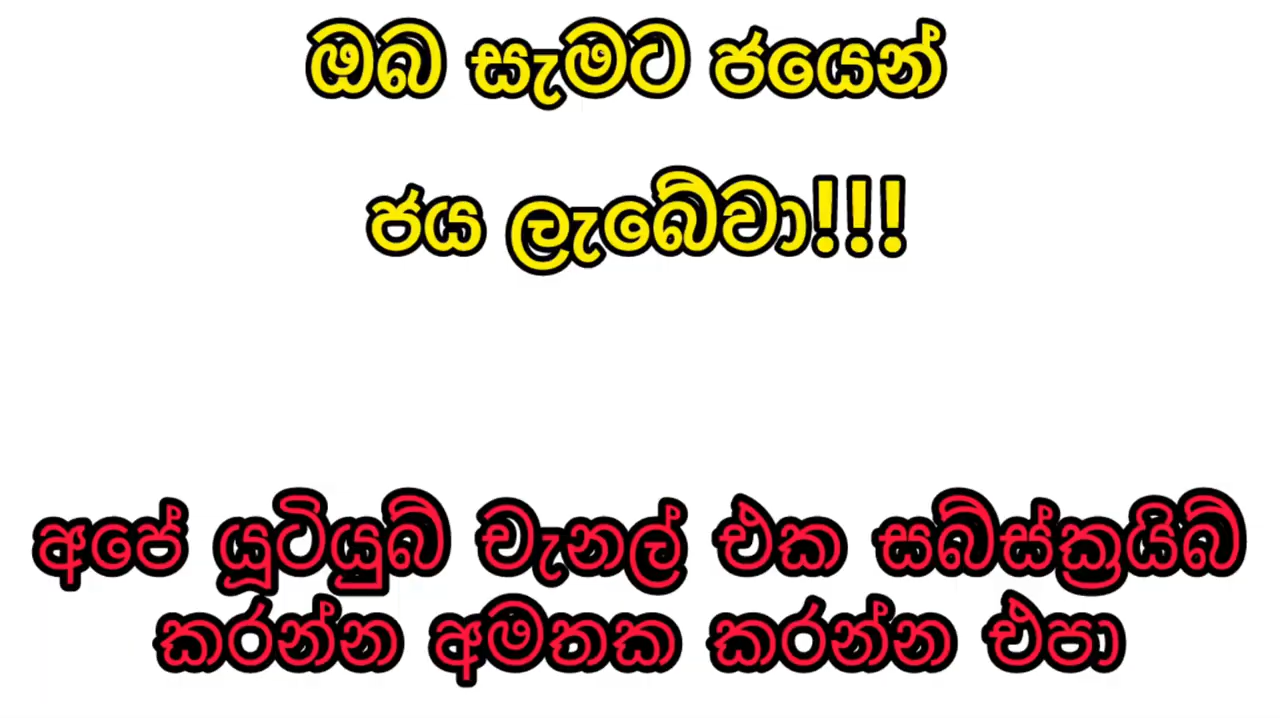 ඔබ සැමට ජයෙන්
ජය ලැබේවා!!!
අපේ යූටියුබ් චැනල් එක සබ්ස්ක්‍රයිබ්
කරන්න අමතක කරන්න එපා